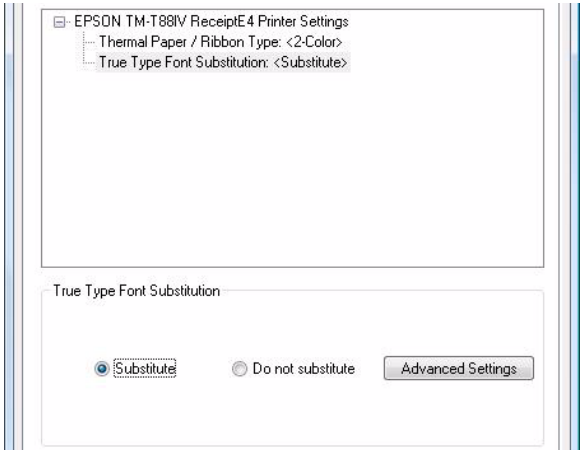 EPSON TM-T88IV ReceiptE4 Printer Settings
Thermal Paper / Ribbon Type: <2-Color>
True Type Font Substitution: <Substitute>
True Type Font Substitution
Substitute Do not substitute Advanced Settings